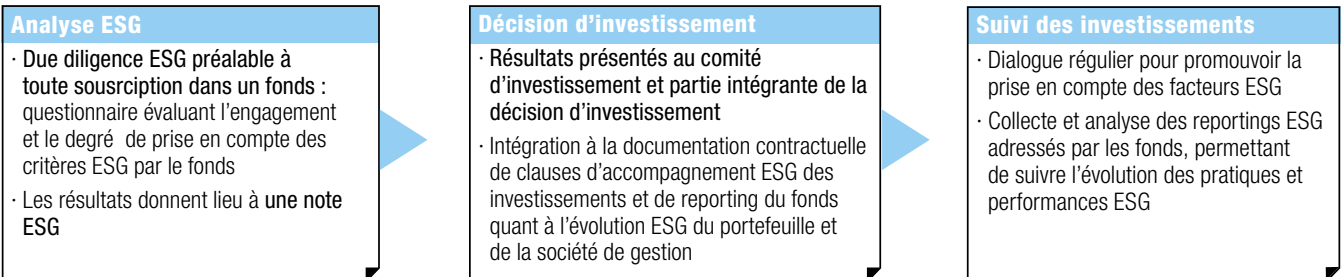 Analyse ESG
· Due diligence ESG préalable à
toute sousrciption dans un fonds :
questionnaire évaluant l’engagement
et le degré de prise en compte des
critères ESG par le fonds
· Les résultats donnent lieu à une note
ESG
Décision d’investissement
· Résultats présentés au comité
d’investissement et partie intégrante de la
décision d’investissement
· Intégration à la documentation contractuelle
de clauses d’accompagnement ESG des
investissements et de reporting du fonds
quant à l’évolution ESG du portefeuille et
de la société de gestion
Suivi des investissements
· Dialogue régulier pour promouvoir la
prise en compte des facteurs ESG
· Collecte et analyse des reportings ESG
adressés par les fonds, permettant
de suivre l’évolution des pratiques et
performances ESG